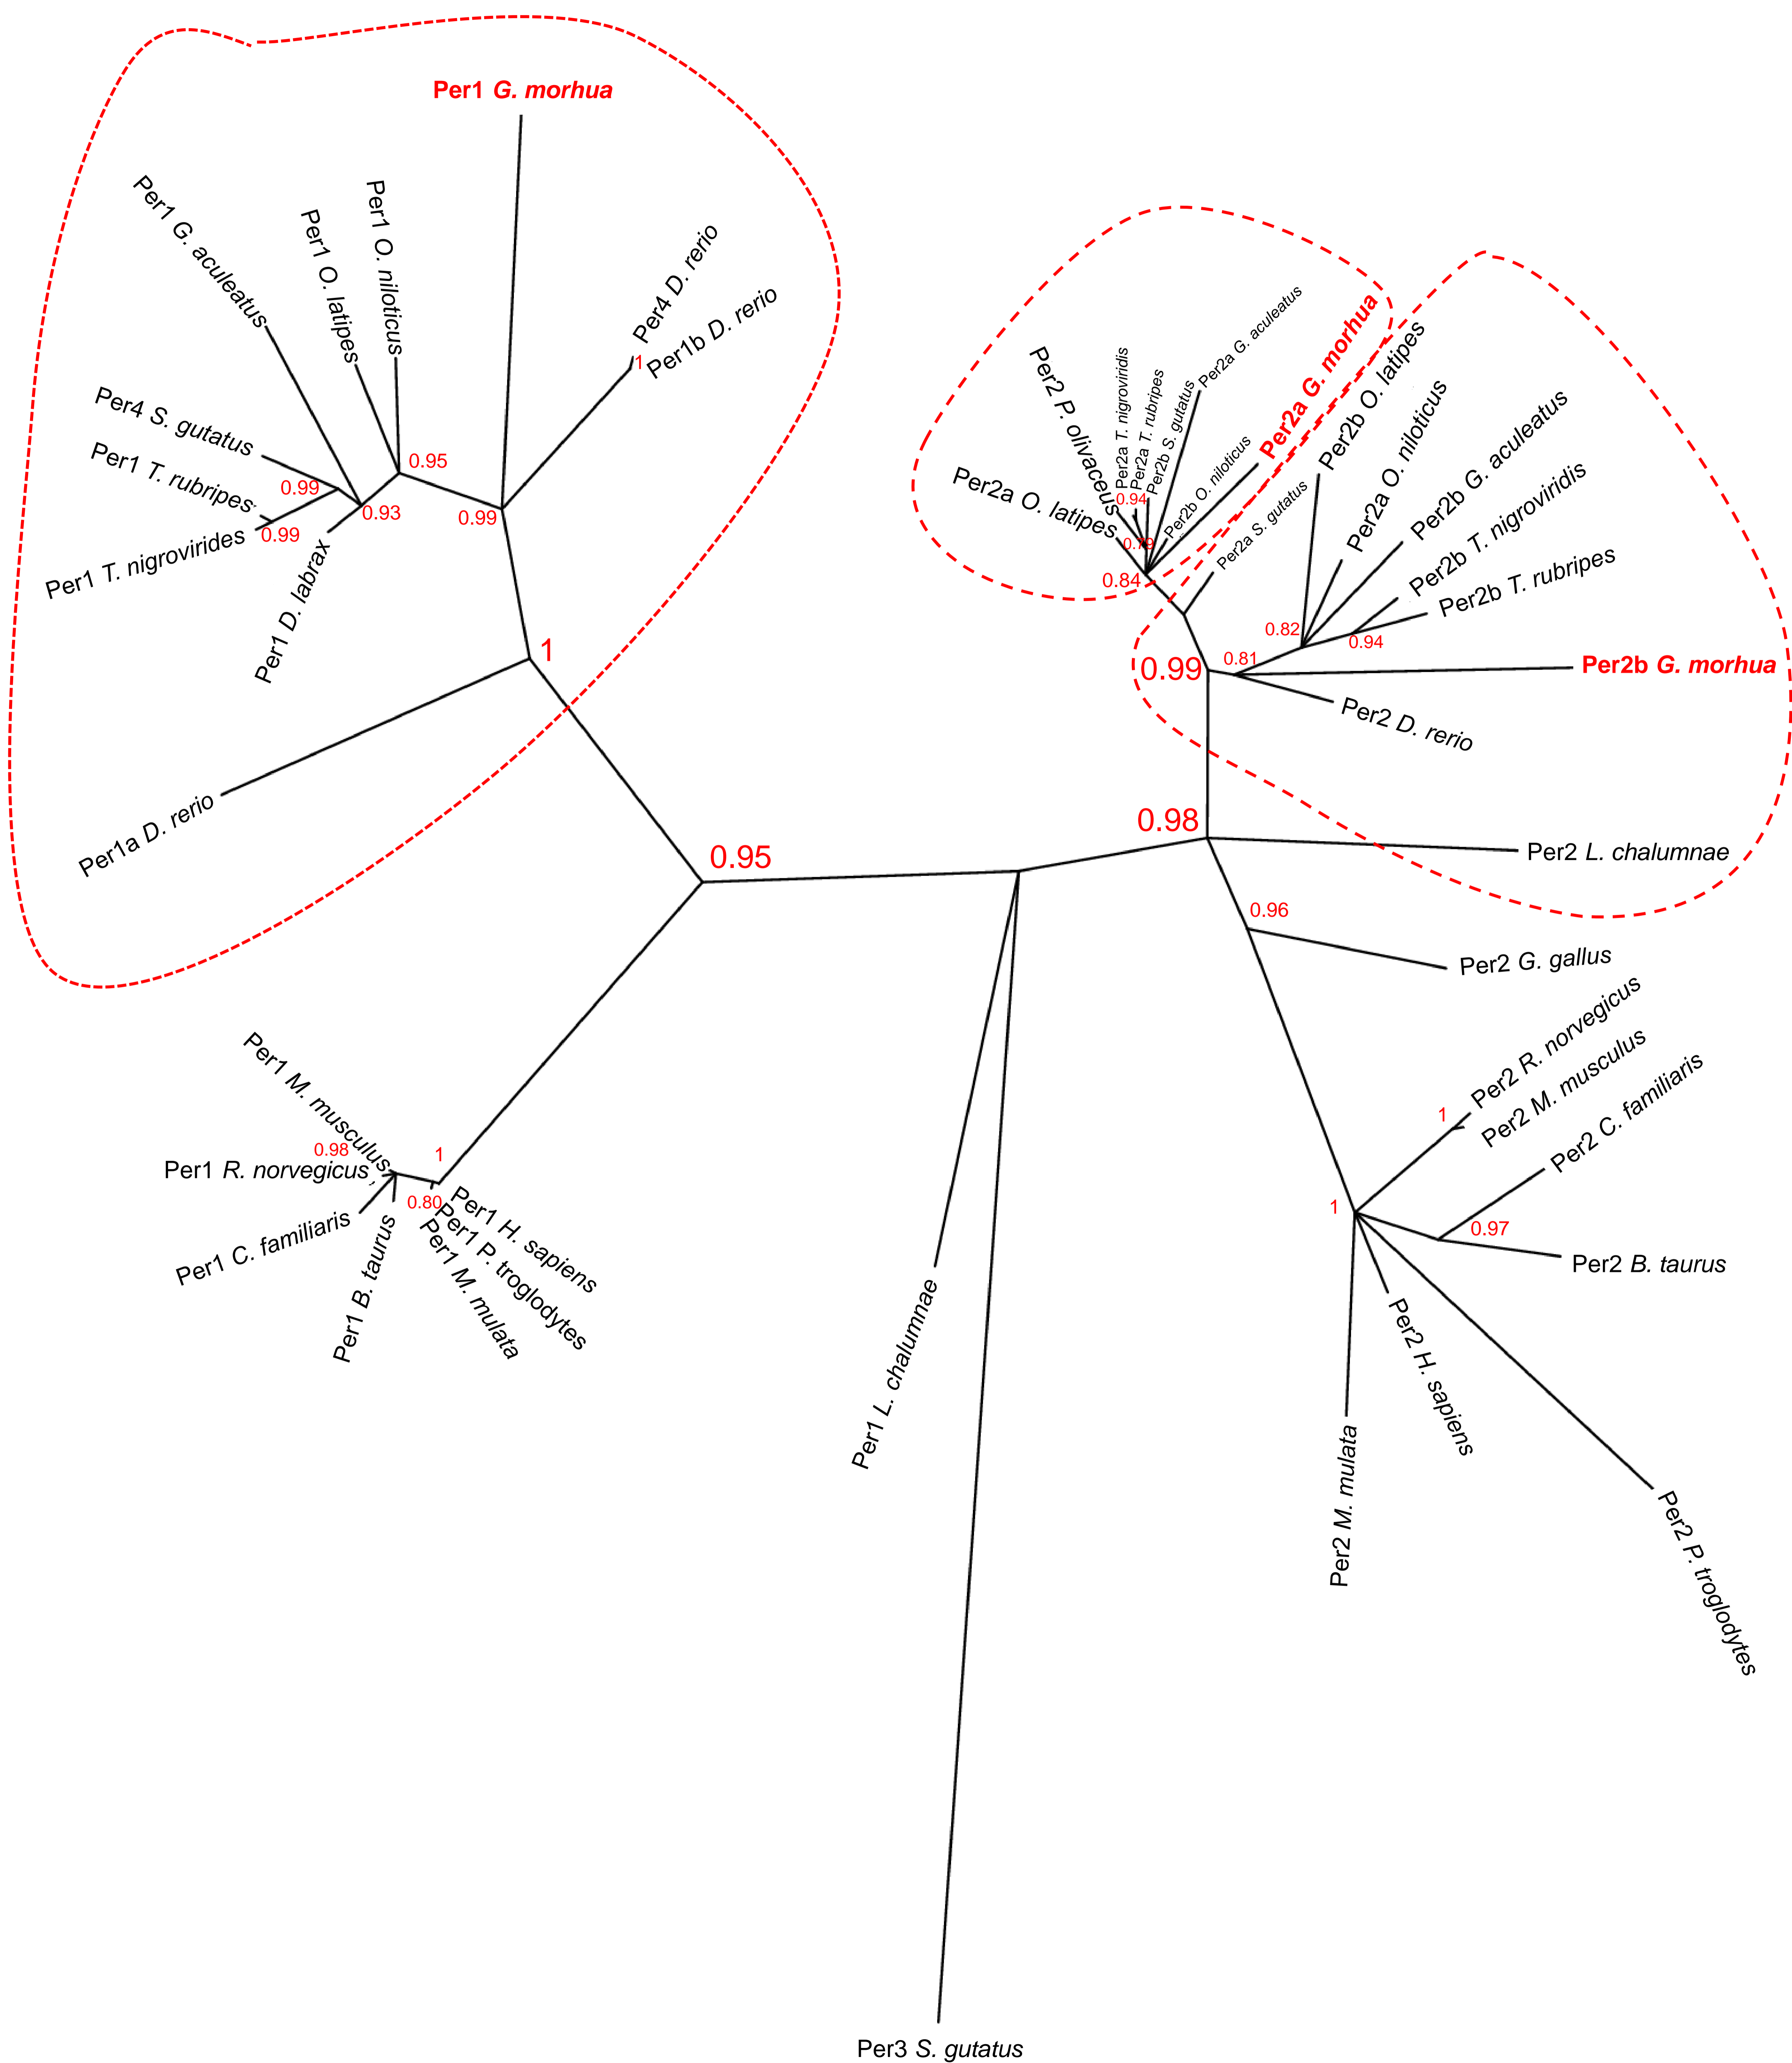 Per1 G. morhua
Per1 G. aculeatus
Per1 O. latipes
Per1 O. niloticus
Per4 D. rerio
1
Per1b D. rerio
Per4 S. gutatus
Per1 T. rubripes
Per1 T. nigrovirides
Per1 D. labrax
0.99
0.99
0.93
0.95
0.99
1
Per1a D. rerio
0.95
Per2 P. olivaceus
Per2a T. nigroviridis
Per2a T. rubripes
Per2b S. gutatus
Per2a G. aculeatus
Per2b O. niloticus
Per2a G. morhua
Per2a O. latipes
0.94
0.79
0.84
Per2a S. gutatus
Per2b O. latipes
Per2a O. niloticus
Per2b G. aculeatus
Per2b T. nigroviridis
Per2b T. rubripes
0.82
0.94
0.81
0.99
Per2b G. morhua
Per2 D. rerio
0.98
Per2 L. chalumnae
0.96
Per2 G. gallus
Per2 R. norvegicus
Per2 M. musculus
Per2 C. familiaris
1
0.97
1
Per2 B. taurus
Per2 H. sapiens
Per2 M. mulata
Per2 P. troglodytes
Per1 M. musculus
0.98
Per1 R. norvegicus,
1
0.80
Per1 C. familiaris
Per1 B. taurus
Per1 H. sapiens
Per1 P. troglodytes
Per1 M. mulata
Per1 L. chalumnae
Per3 S. gutatus